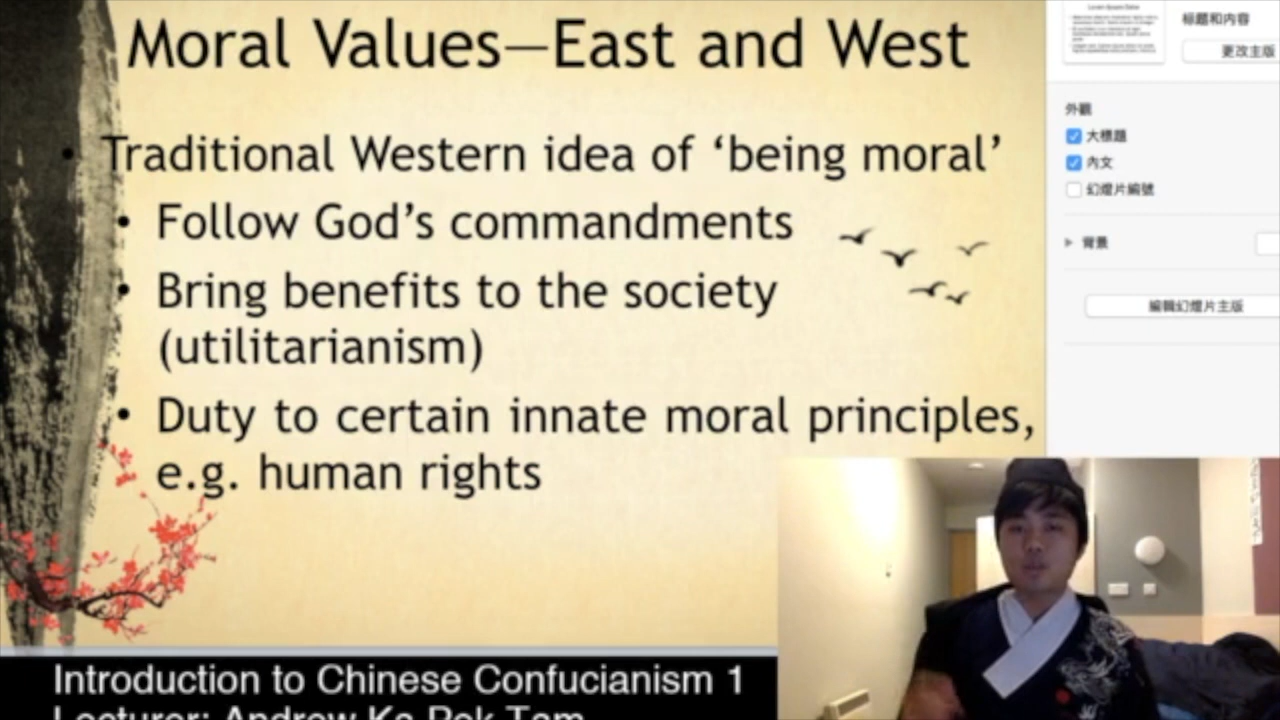 Moral Values—East and West
• Traditional Western idea of ‘being moral’
• Follow God’s commandments
• Bring benefits to the society
(utilitarianism)
• Duty to certain innate moral principles,
e.g. human rights
标题和内容
更改主版
外觀
大標題
內文
幻燈片編號
背景
編輯幻燈片主版
Introduction to Chinese Confucianism 1
Lecturer: Andrew Ka Pok Tam